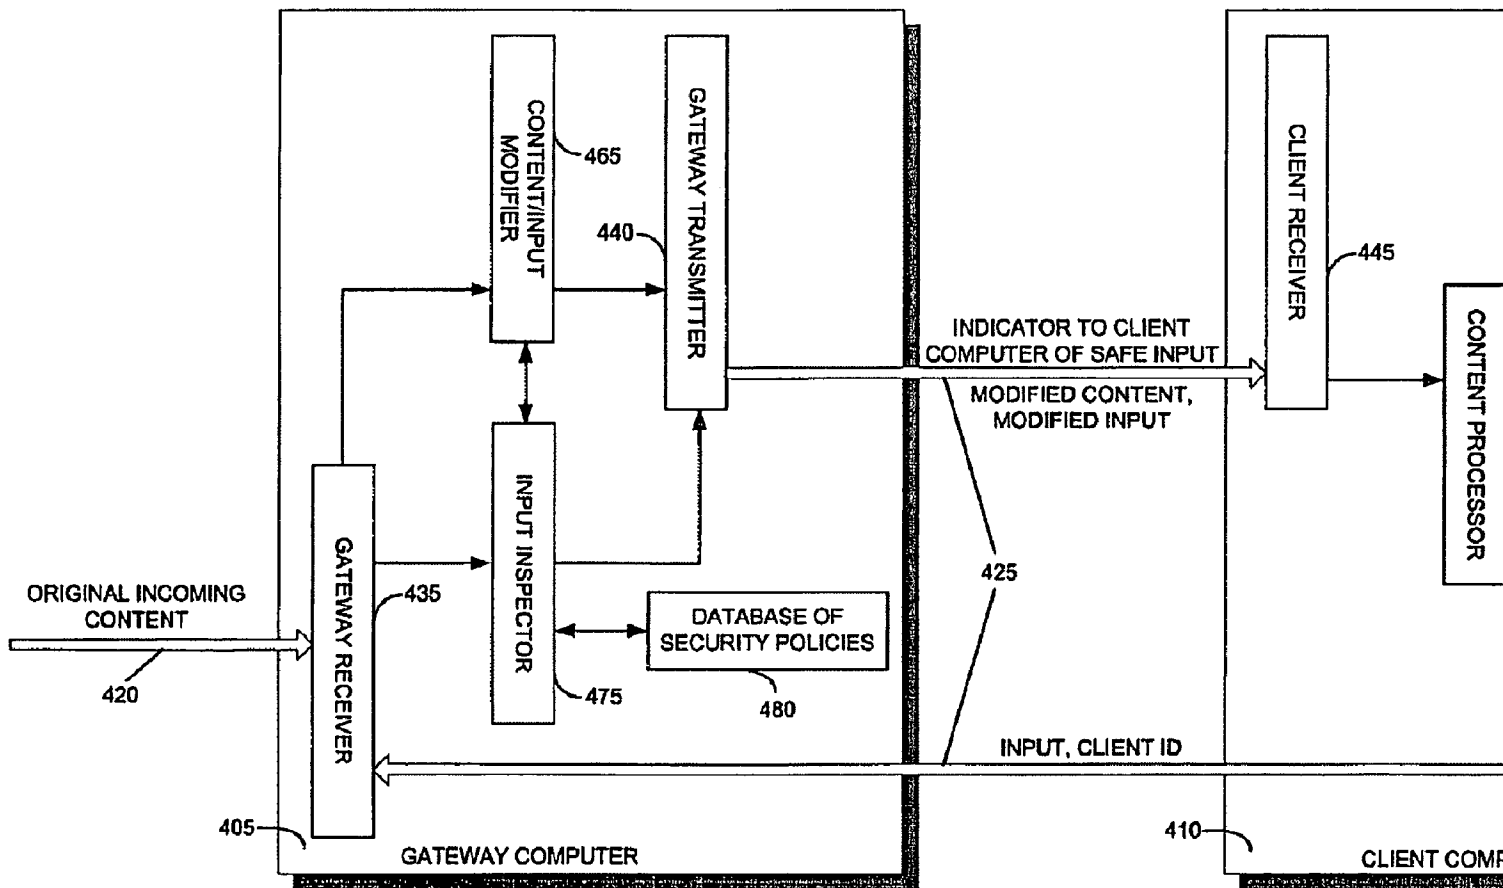 CONTENT/INPUT
MODIFIER
465
GATEWAY TRANSMITTER
440
CLIENT RECEIVER
445
INDICATOR TO CLIENT
COMPUTER OF SAFE INPUT
MODIFIED CONTENT,
MODIFIED INPUT
CONTENT PROCESSOR
ORIGINAL INCOMING
CONTENT
420
GATEWAY RECEIVER
435
INPUT INSPECTOR
475
DATABASE OF
SECURITY POLICIES
480
425
INPUT, CLIENT ID
405
GATEWAY COMPUTER
410
CLIENT COMP